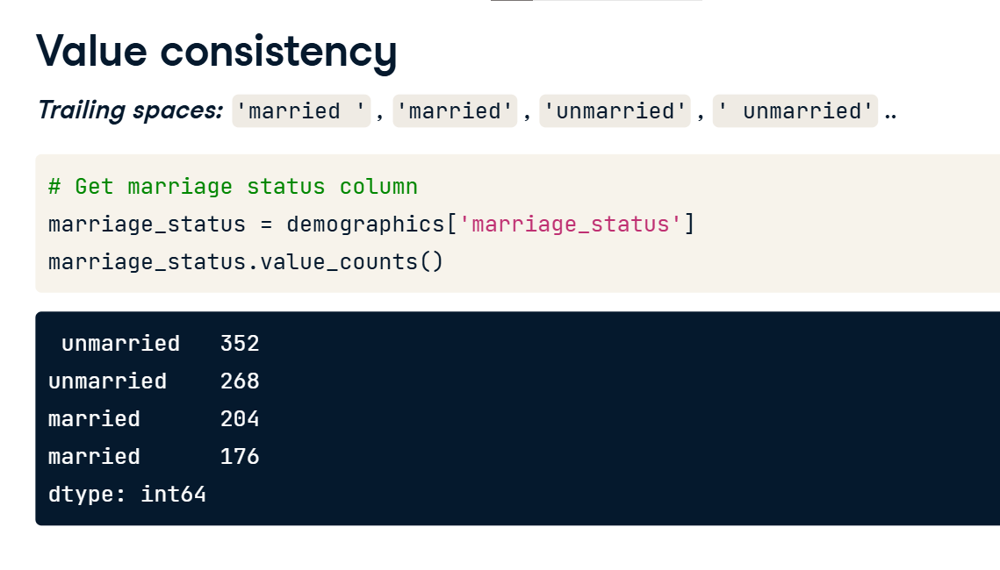 Value consistency
Trailing spaces: 'married ' , 'married' , 'unmarried' , ' unmarried' ..
# Get marriage status column
marriage_status = demographics['marriage_status']
marriage_status.value_counts()
 unmarried   352
unmarried    268
married      204
married      176
dtype: int64